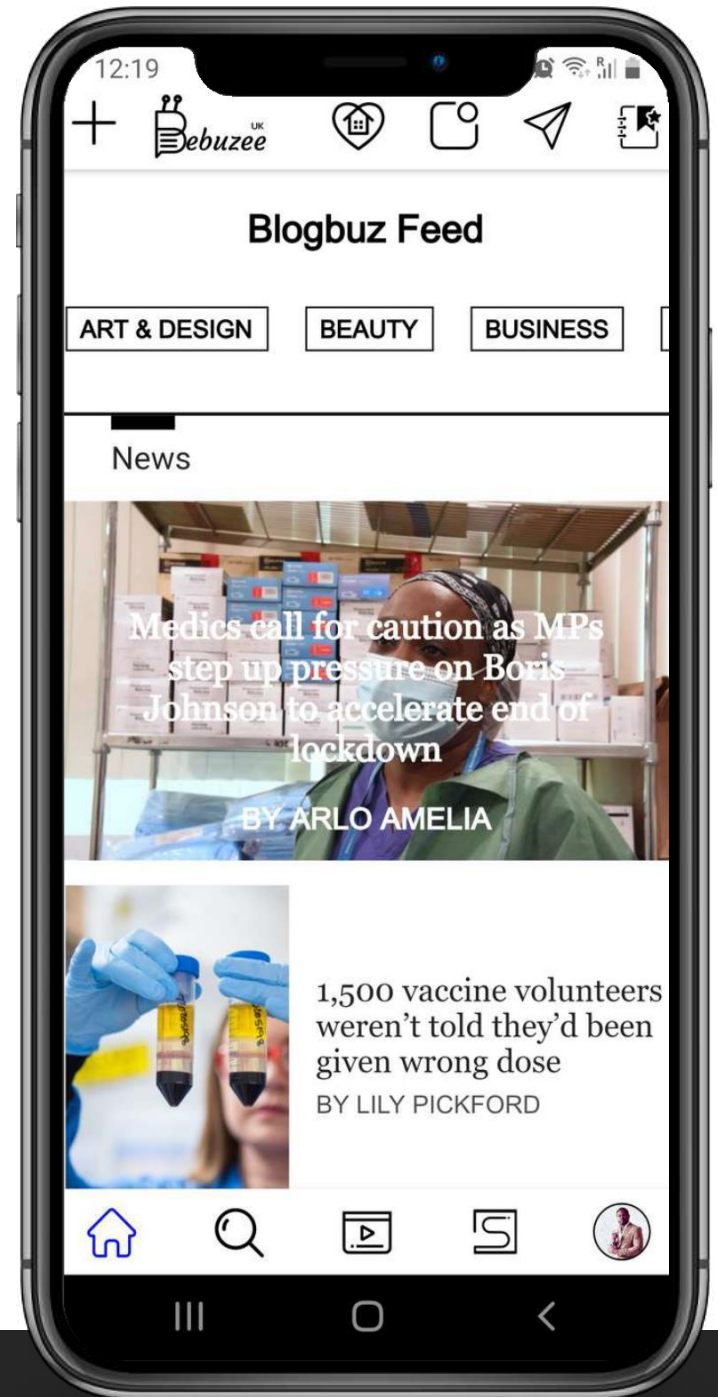 12:19
Bebuzee UK
Blogbuz Feed
ART & DESIGN
BEAUTY
BUSINESS
News
Medics call for caution as MPs
step up pressure on Boris
Johnson to accelerate end of
lockdown
BY ARLO AMELIA
1,500 vaccine volunteers
weren’t told they’d been
given wrong dose
BY LILY PICKFORD